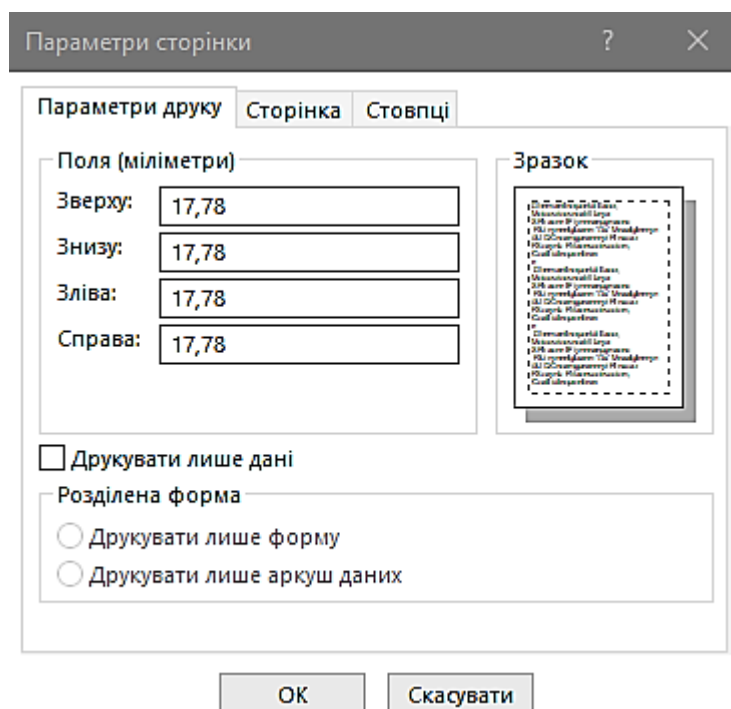 Параметри сторінки ? ×
Параметри друку Сторінка Стовпці
Поля (міліметри) Зразок
Зверху: 17,78
Знизу: 17,78
Зліва: 17,78
Справа: 17,78
Друкувати лише дані
Розділена форма
Друкувати лише форму
Друкувати лише аркуш даних
ОК Скасувати